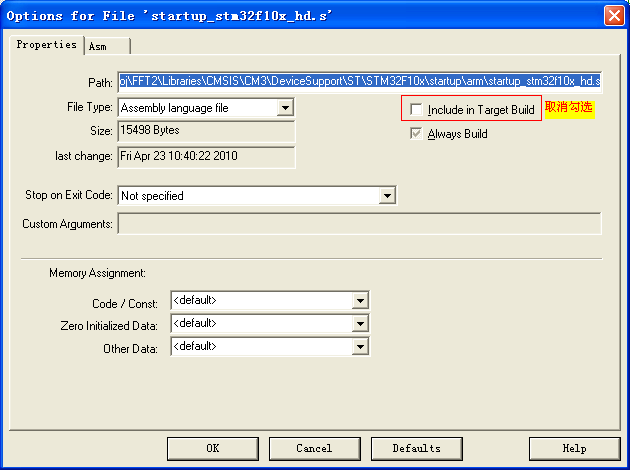 Options for File 'startup_stm32f10x_hd.s'
Properties
Asm
Path: oj\FFT2\Libraries\CMSIS\CM3\DeviceSupport\ST\STM32F10x\startup\arm\startup_stm32f10x_hd.s
File Type: Assembly language file
Include in Target Build 取消勾选
Size: 15498 Bytes
Always Build
last change: Fri Apr 23 10:40:22 2010
Stop on Exit Code: Not specified
Custom Arguments:
Memory Assignment:
Code / Const: <default>
Zero Initialized Data: <default>
Other Data: <default>
OK Cancel Defaults Help